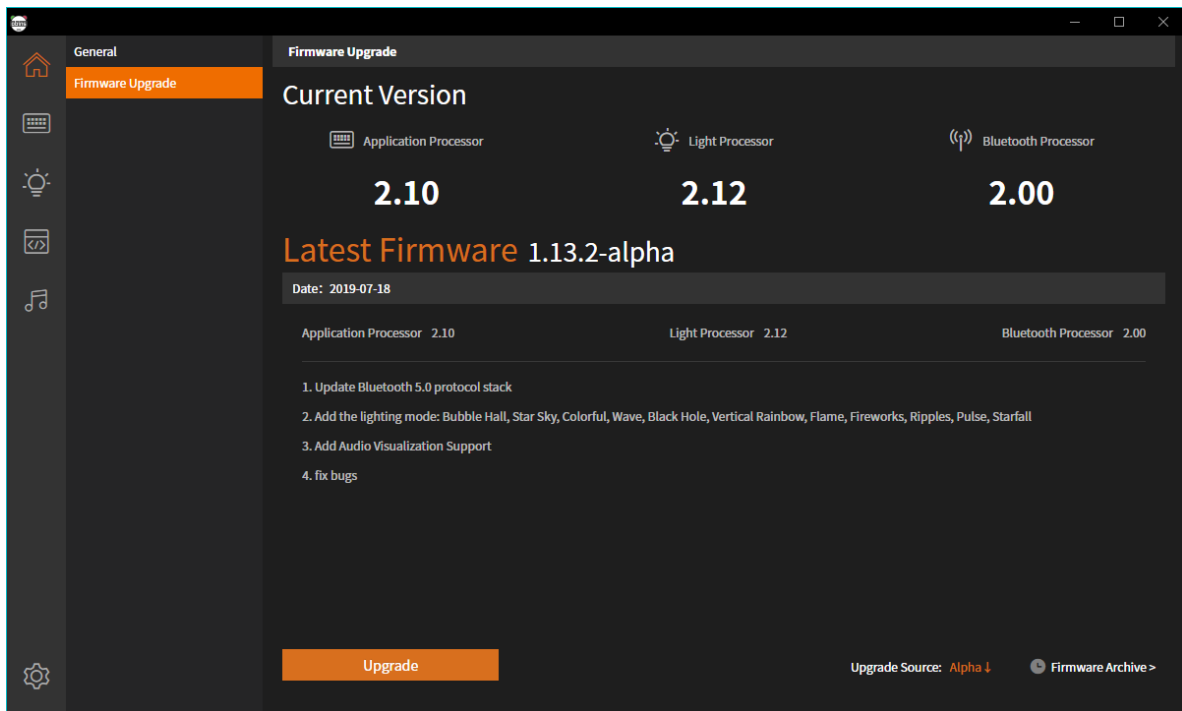 General
Firmware Upgrade
Firmware Upgrade
Current Version
Application Processor
Light Processor
Bluetooth Processor
2.10
2.12
2.00
Latest Firmware 1.13.2-alpha
Date: 2019-07-18
Application Processor 2.10
Light Processor 2.12
Bluetooth Processor 2.00
1. Update Bluetooth 5.0 protocol stack
2. Add the lighting mode: Bubble Hall, Star Sky, Colorful, Wave, Black Hole, Vertical Rainbow, Flame, Fireworks, Ripples, Pulse, Starfall
3. Add Audio Visualization Support
4. fix bugs
Upgrade
Upgrade Source: Alpha↓
Firmware Archive >